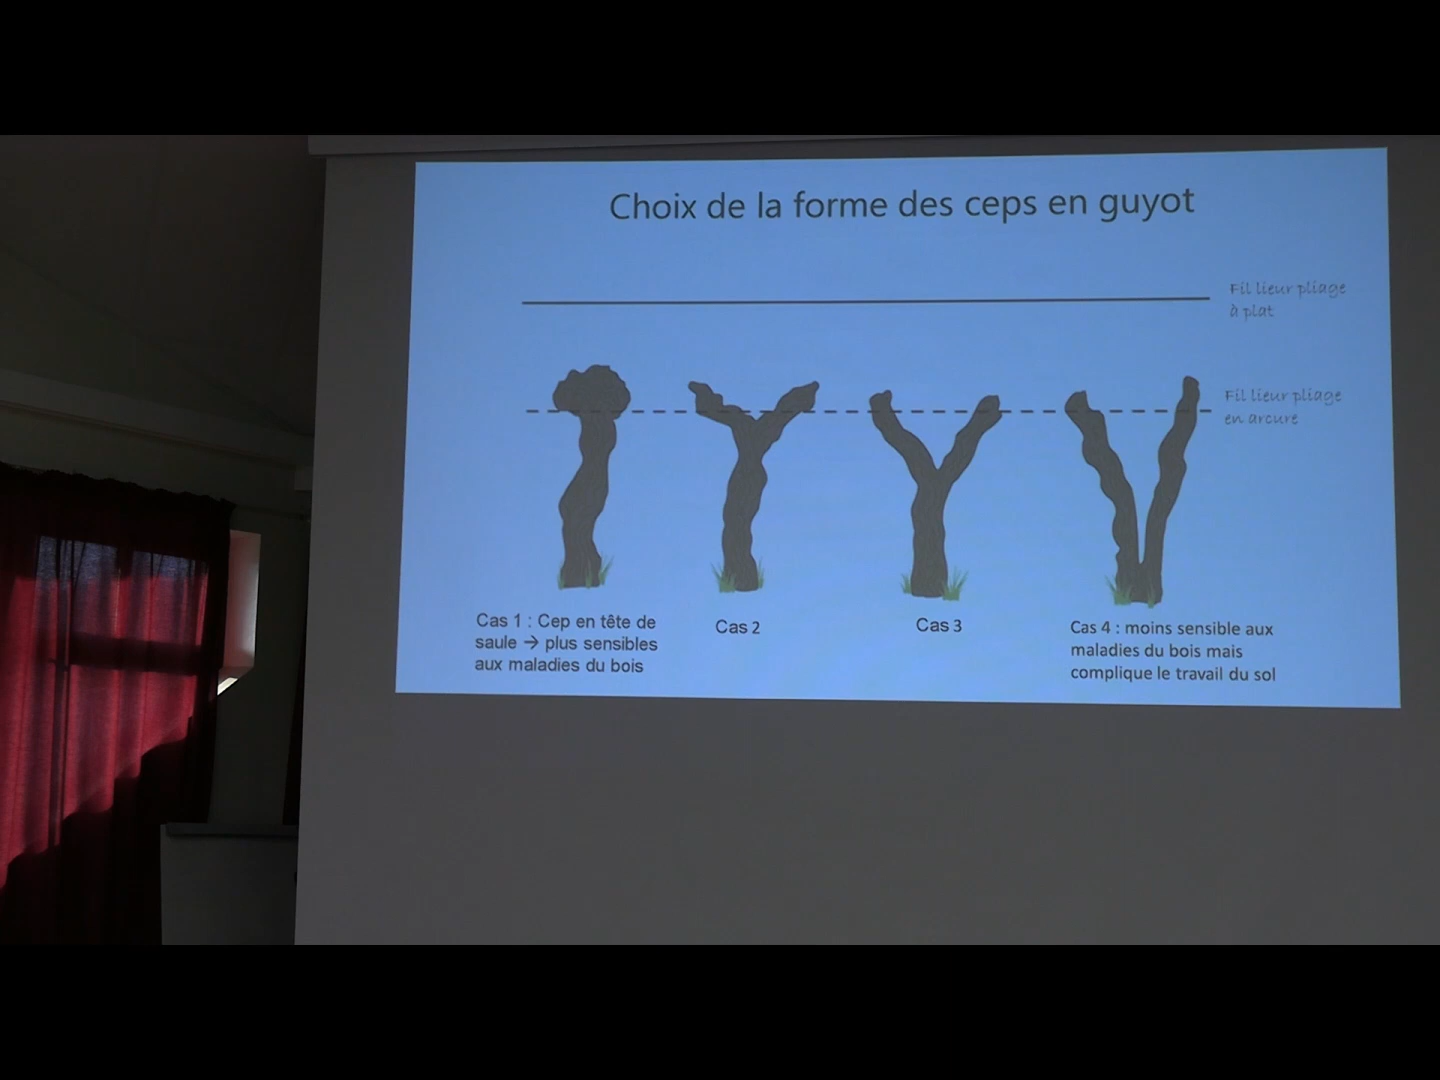 Choix de la forme des ceps en guyot
Fil lieur pliage
à plat
Fil lieur pliage
en arcure
Cas 1 : Cep en tête de
saule → plus sensibles
aux maladies du bois
Cas 2
Cas 3
Cas 4 : moins sensible aux
maladies du bois mais
complique le travail du sol